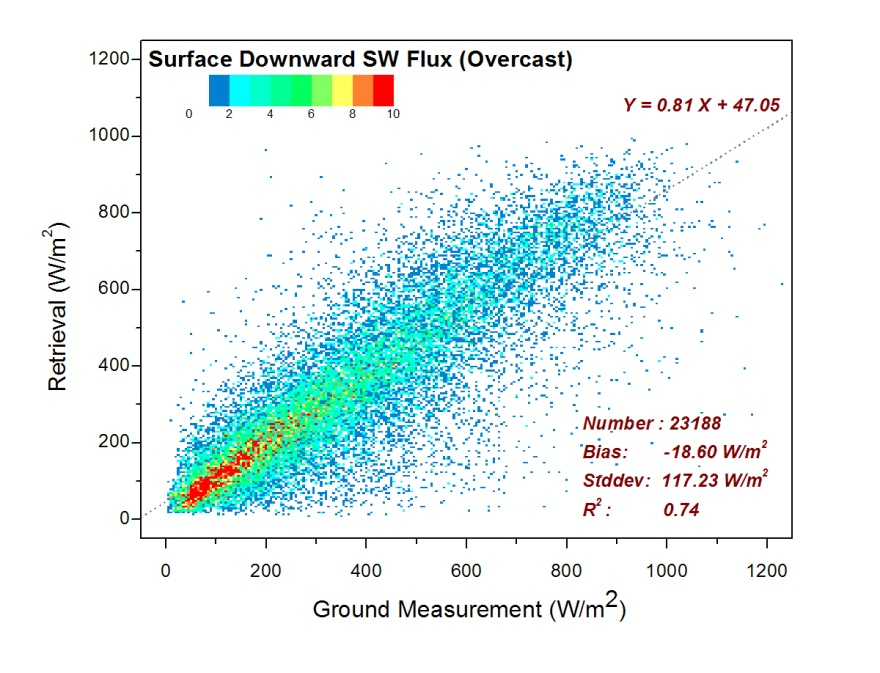 Surface Downward SW Flux (Overcast)
0 2 4 6 8 10
Y = 0.81 X + 47.05
1200
1000
800
600
400
200
0
Retrieval (W/m²)
Number : 23188
Bias: -18.60 W/m²
Stddev: 117.23 W/m²
R² : 0.74
0 200 400 600 800 1000 1200
Ground Measurement (W/m²)